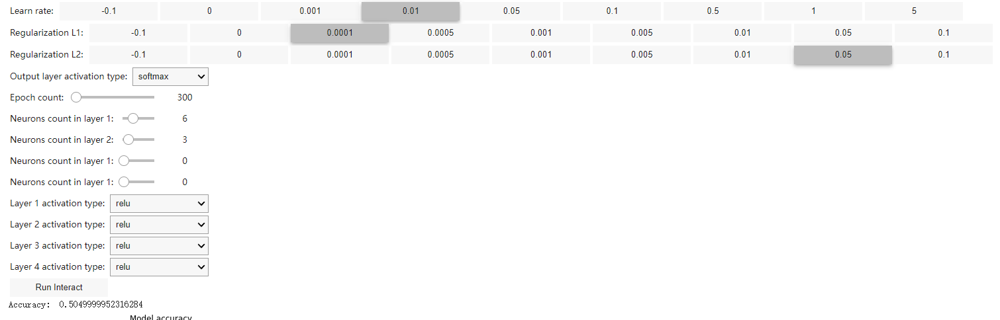 Learn rate: -0.1 0 0.001 0.01 0.05 0.1 0.5 1 5
Regularization L1: -0.1 0 0.0001 0.0005 0.001 0.005 0.01 0.05 0.1
Regularization L2: -0.1 0 0.0001 0.0005 0.001 0.005 0.01 0.05 0.1
Output layer activation type: softmax
Epoch count: 300
Neurons count in layer 1: 6
Neurons count in layer 2: 3
Neurons count in layer 1: 0
Neurons count in layer 1: 0
Layer 1 activation type: relu
Layer 2 activation type: relu
Layer 3 activation type: relu
Layer 4 activation type: relu
Run Interact
Accuracy: 0.5049999952316284
Model accuracy